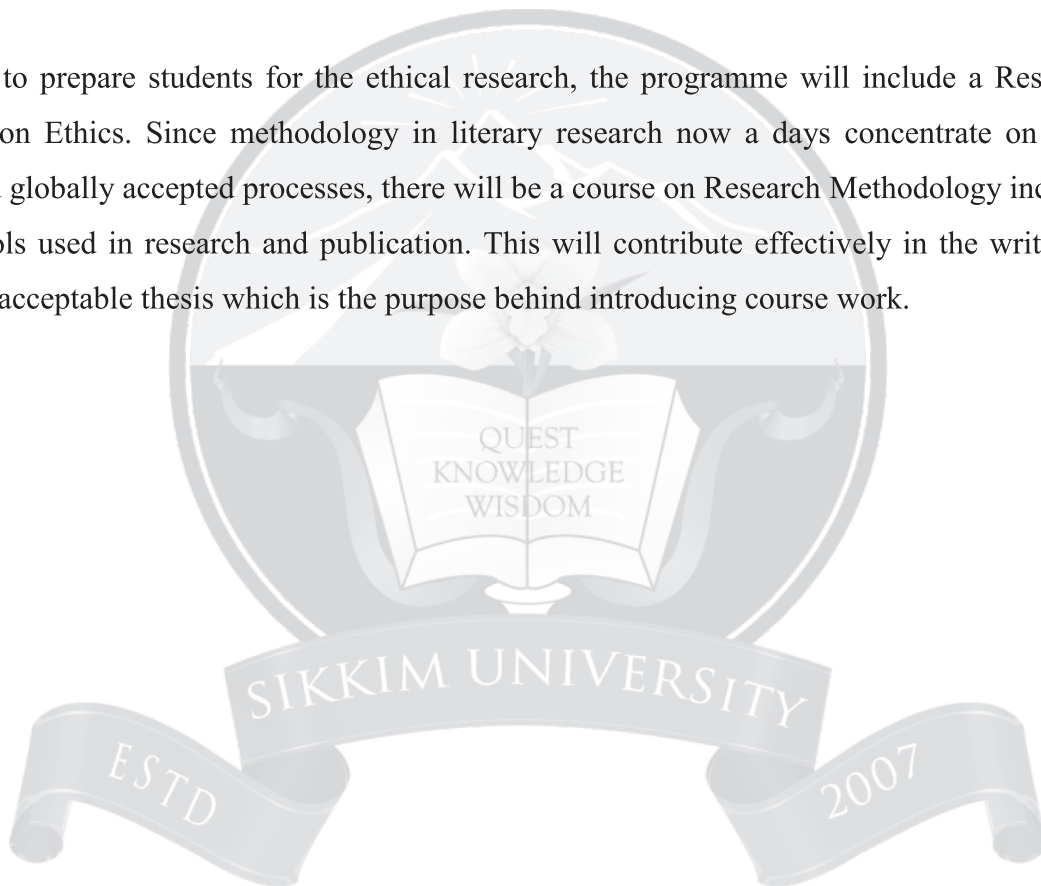 to prepare students for the ethical research, the programme will include a Res
on Ethics. Since methodology in literary research now a days concentrate on
globally accepted processes, there will be a course on Research Methodology inc
ols used in research and publication. This will contribute effectively in the writ
acceptable thesis which is the purpose behind introducing course work.
QUEST
KNOWLEDGE
WISDOM
SIKKIM UNIVERSITY
ESTD
2007